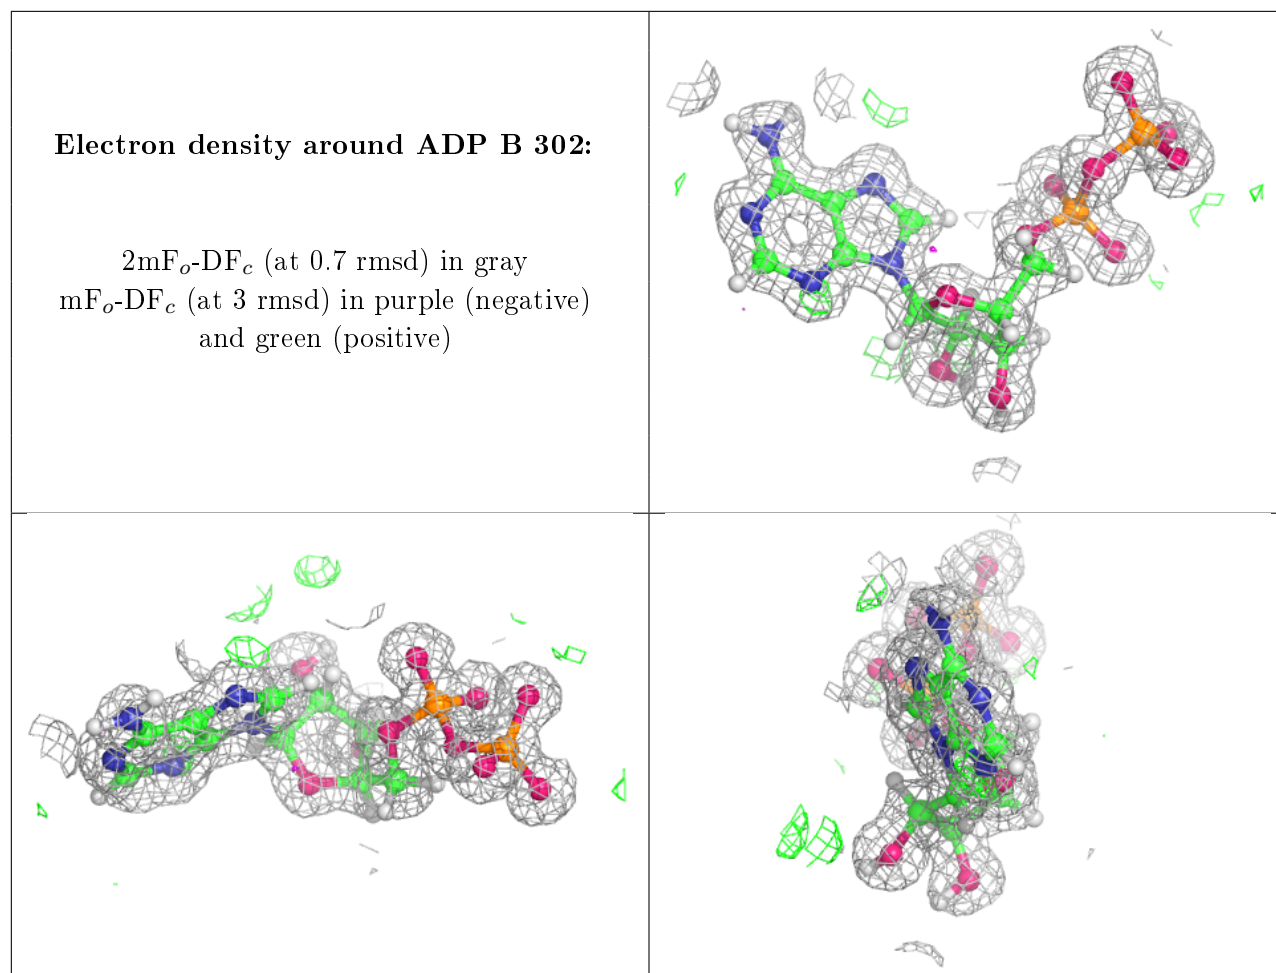 Electron density around ADP B 302:
2mFo-DFc (at 0.7 rmsd) in gray
mFo-DFc (at 3 rmsd) in purple (negative)
and green (positive)